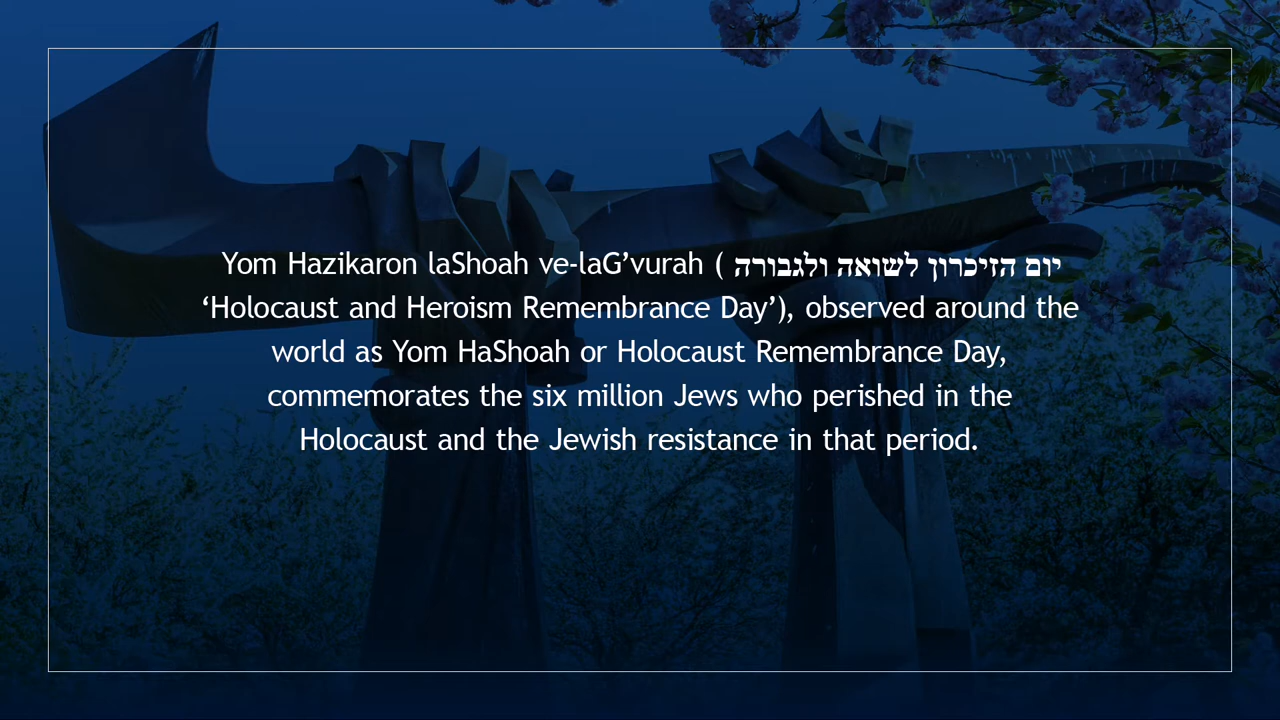 Yom Hazikaron laShoah ve-laG’vurah ( יום הזיכרון לשואה ולגבורה
‘Holocaust and Heroism Remembrance Day’), observed around the
world as Yom HaShoah or Holocaust Remembrance Day,
commemorates the six million Jews who perished in the
Holocaust and the Jewish resistance in that period.